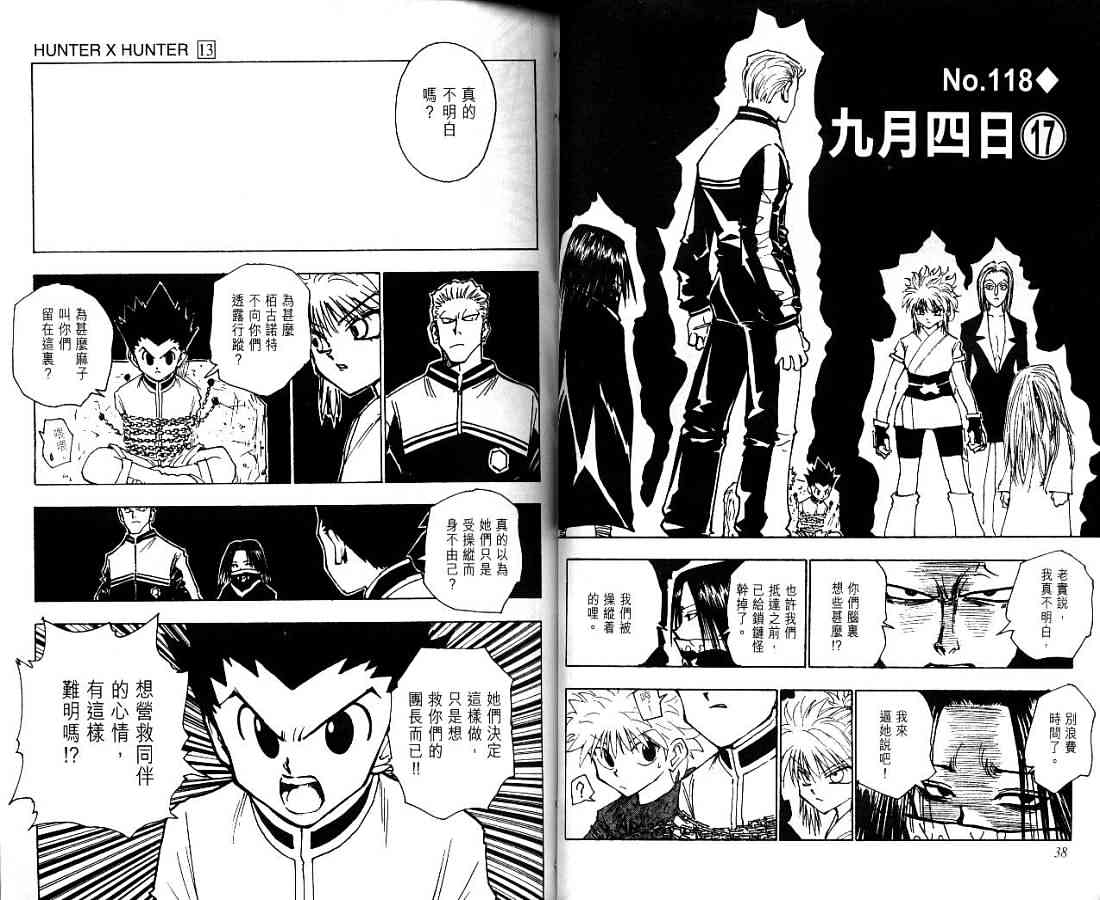 No.118◆
九月四日⑰
老實說，
我真不明白，
你們腦裏
想些甚麼!?
也許我們
抵達之前，
已給鎖鏈怪
幹掉了。
我們被
操縱着
的哩。
別浪費
時間了。
我來
逼她說吧！
?
38
HUNTER X HUNTER 13
真的
不明白
嗎？
為甚麼
栢古諾特
不向你們
透露行蹤？
為甚麼麻子
叫你們
留在這裏？
喂喂。
真的以為
她們只是
受操縱而
身不由己？
她們決定
這樣做，
只是想
救你們的
團長而已!!
想營救同伴
的心情，
有這樣
難明嗎!?